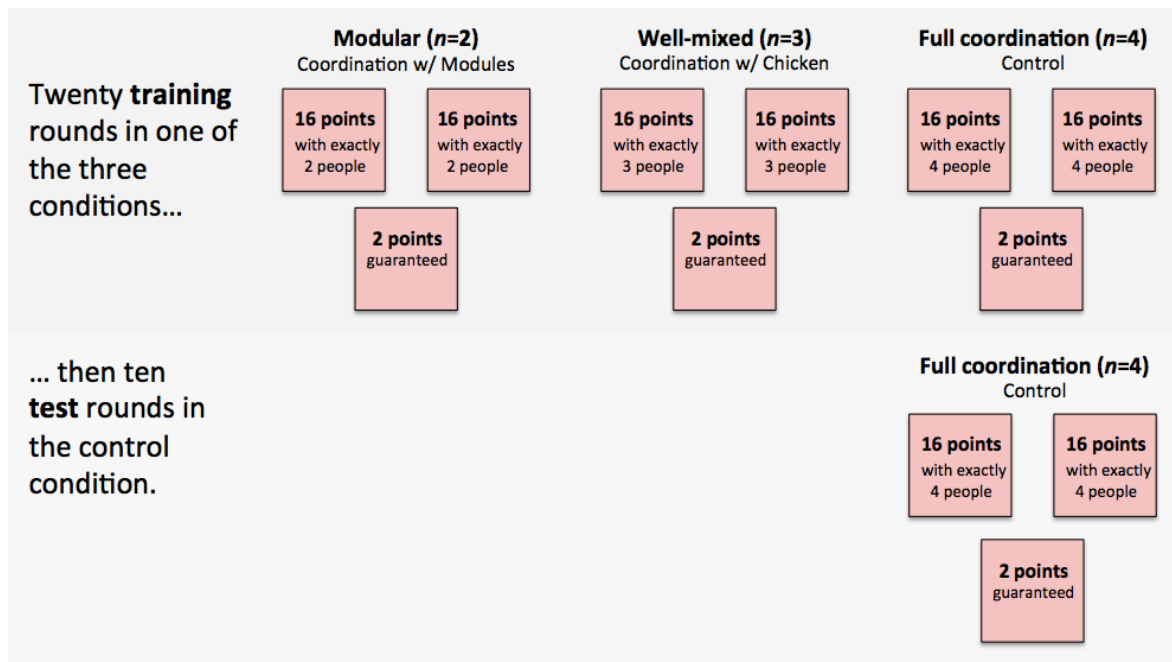 Modular (n=2)
Coordination w/ Modules
Well-mixed (n=3)
Coordination w/ Chicken
Full coordination (n=4)
Control
Twenty training
rounds in one of
the three
conditions…
16 points
with exactly
2 people
16 points
with exactly
2 people
2 points
guaranteed
16 points
with exactly
3 people
16 points
with exactly
3 people
2 points
guaranteed
16 points
with exactly
4 people
16 points
with exactly
4 people
2 points
guaranteed
… then ten
test rounds in
the control
condition.
Full coordination (n=4)
Control
16 points
with exactly
4 people
16 points
with exactly
4 people
2 points
guaranteed